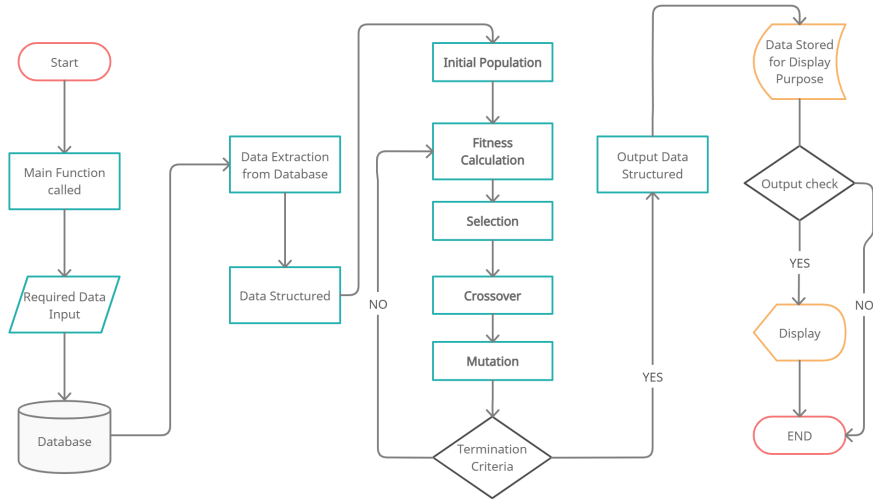 Start
Main Function
called
Required Data
Input
Database
Data Extraction
from Database
Data Structured
Initial Population
Fitness
Calculation
Selection
Crossover
Mutation
Termination
Criteria
NO
YES
Output Data
Structured
Data Stored
for Display
Purpose
Output check
YES
NO
Display
END